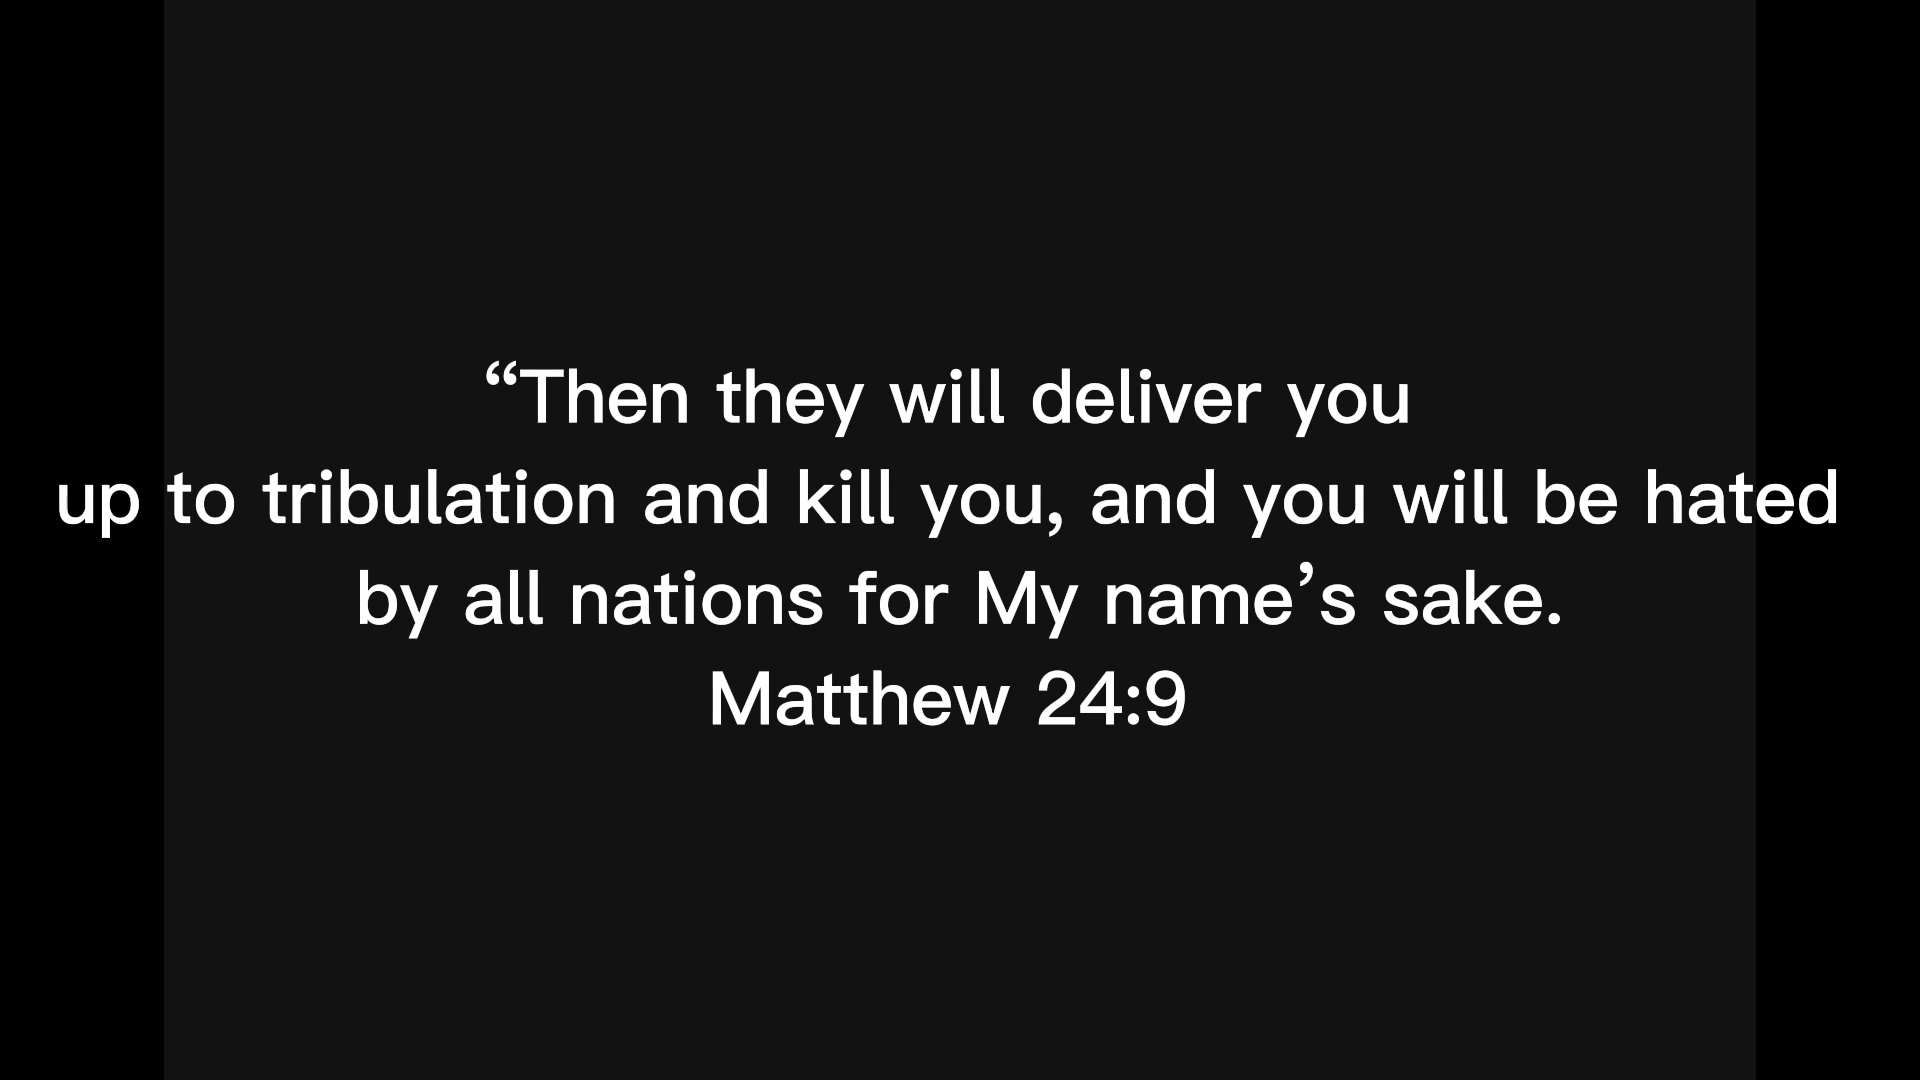 “Then they will deliver you
up to tribulation and kill you, and you will be hated
by all nations for My name’s sake.
Matthew 24:9